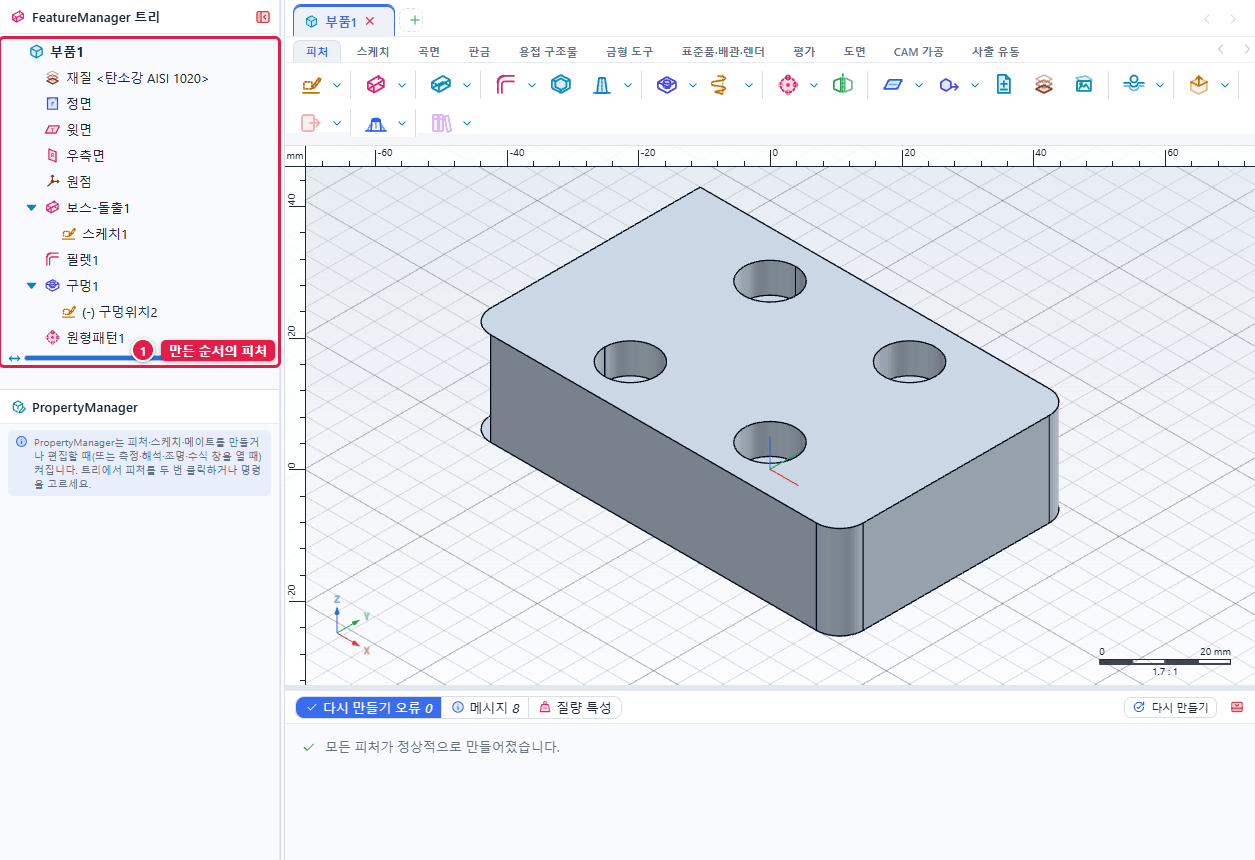 FeatureManager 트리
부품1
재질 <탄소강 AISI 1020>
정면
윗면
우측면
원점
보스-돌출1
스케치1
필렛1
구멍1
(-) 구멍위치2
원형패턴1
1 만든 순서의 피처
PropertyManager
PropertyManager는 피처·스케치·메이트를 만들거
나 편집할 때(또는 측정·해석·조명·수식 창을 열 때)
켜집니다. 트리에서 피처를 두 번 클릭하거나 명령
을 고르세요.
부품1
피처 스케치 곡면 판금 용접 구조물 금형 도구 표준품·배관·렌더 평가 도면 CAM 가공 사출 유동
mm -60 -40 -20 0 20 40 60
40
20
0
-20
Z
Y
X
0 20 mm
1.7 : 1
다시 만들기 오류 0 메시지 8 질량 특성 다시 만들기
모든 피처가 정상적으로 만들어졌습니다.